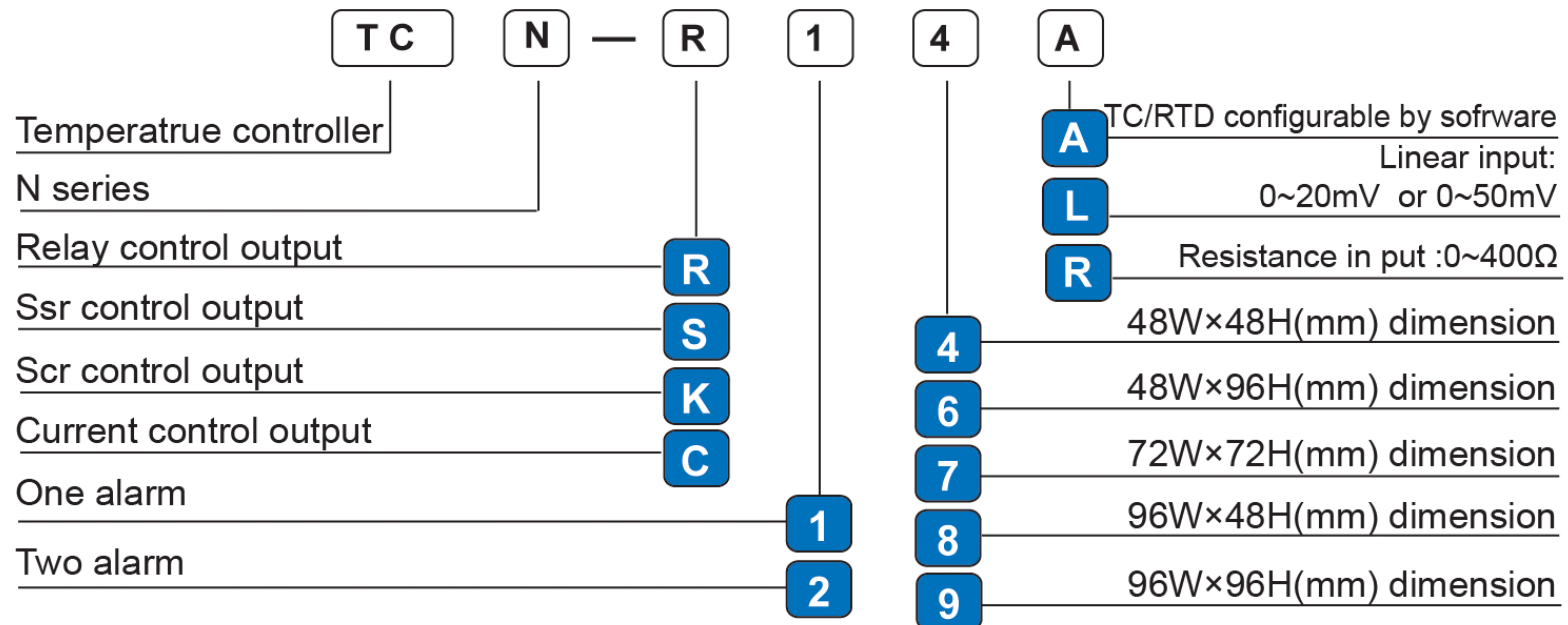 TC N — R 1 4 A
Temperatrue controller
N series
Relay control output R
Ssr control output S
Scr control output K
Current control output C
One alarm 1
Two alarm 2
A TC/RTD configurable by sofrware
Linear input:
L 0~20mV or 0~50mV
R Resistance in put :0~400Ω
4 48W×48H(mm) dimension
6 48W×96H(mm) dimension
7 72W×72H(mm) dimension
8 96W×48H(mm) dimension
9 96W×96H(mm) dimension